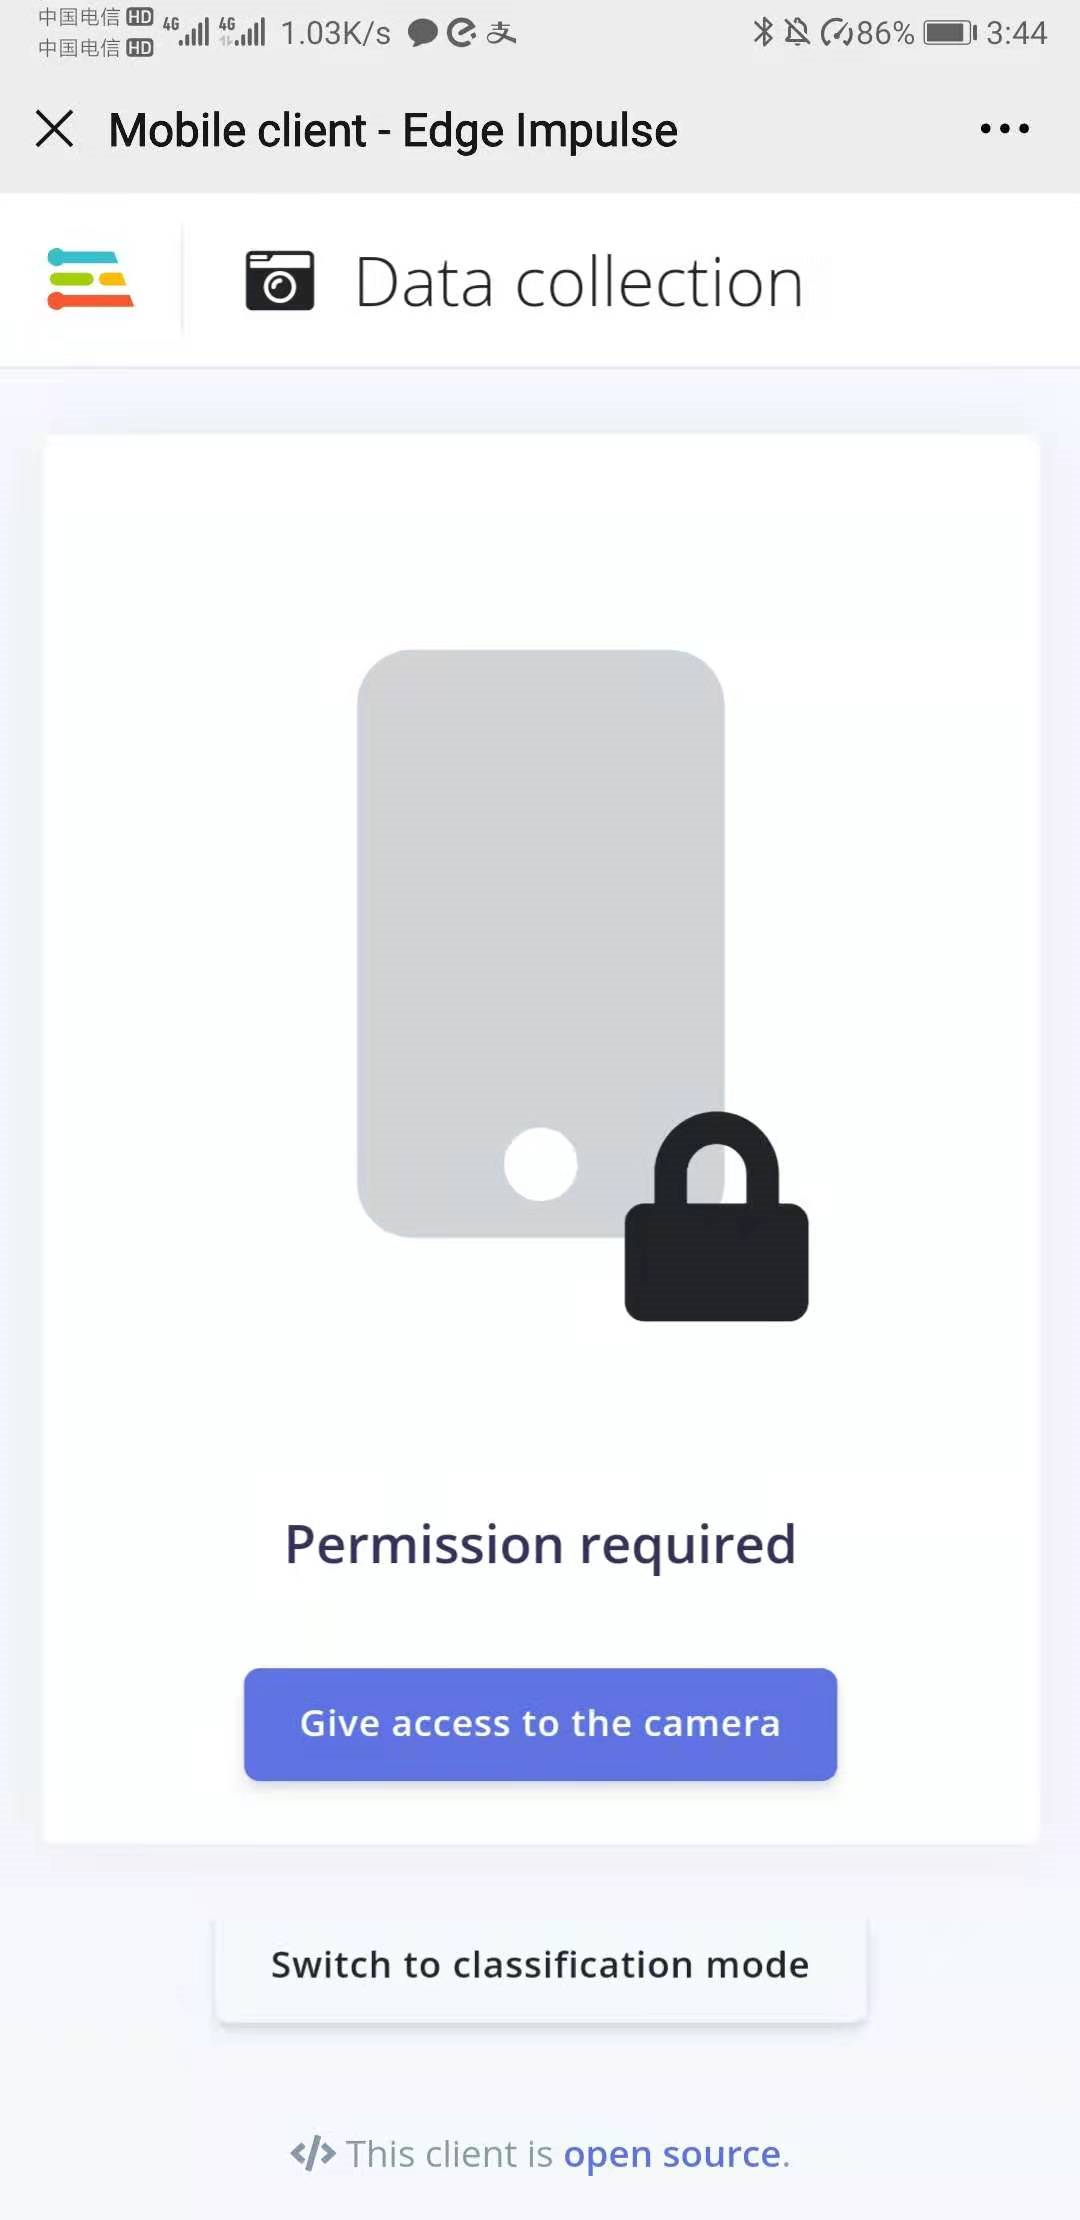 中国电信 HD 4G 4G 1.03K/s 支 86% 3:44
中国电信 HD
Mobile client - Edge Impulse
Data collection
Permission required
Give access to the camera
Switch to classification mode
</> This client is open source.